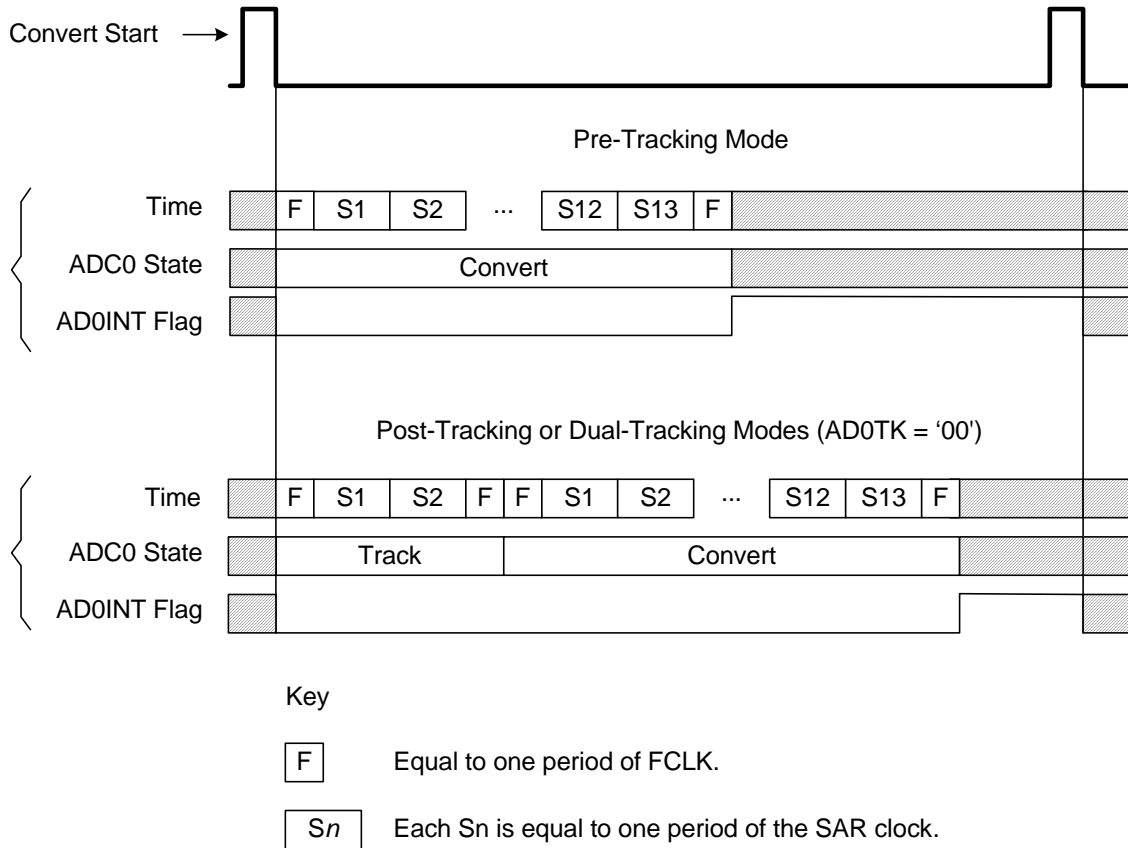 Convert Start
Pre-Tracking Mode
Time F S1 S2 ... S12 S13 F
ADC0 State Convert
AD0INT Flag
Post-Tracking or Dual-Tracking Modes (AD0TK = ‘00')
Time F S1 S2 F F S1 S2 ... S12 S13 F
ADC0 State Track Convert
AD0INT Flag
Key
F Equal to one period of FCLK.
Sn Each Sn is equal to one period of the SAR clock.